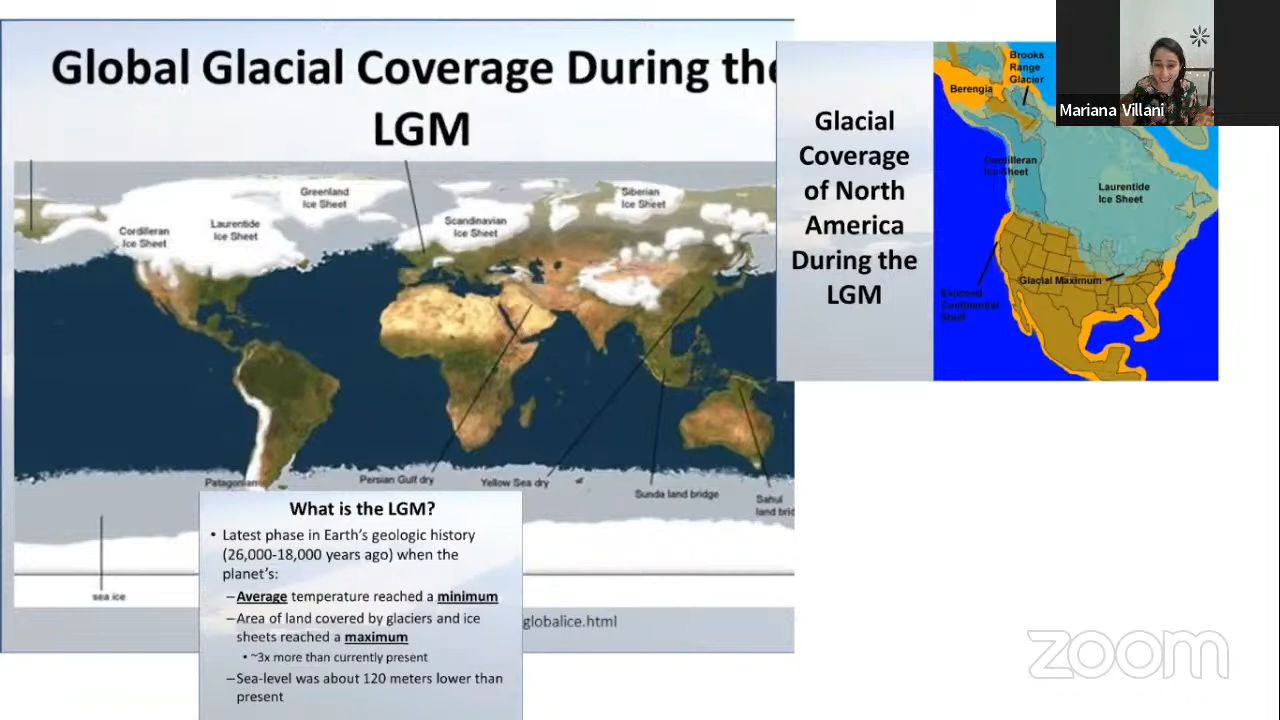 Global Glacial Coverage During the
LGM
Greenland
Ice Sheet
Siberian
Ice Sheet
Cordilleran
Ice Sheet
Laurentide
Ice Sheet
Scandinavian
Ice Sheet
Patagonian
Persian Gulf dry
Yellow Sea dry
Sunda land bridge
Sahul
land brid
sea ice
globalice.html
What is the LGM?
• Latest phase in Earth's geologic history
(26,000-18,000 years ago) when the
planet's:
–Average temperature reached a minimum
–Area of land covered by glaciers and ice
sheets reached a maximum
• ~3x more than currently present
–Sea-level was about 120 meters lower than
present
Glacial
Coverage
of North
America
During the
LGM
Brooks
Range
Glacier
Berengia
Cordilleran
Ice Sheet
Laurentide
Ice Sheet
Glacial Maximum
Exposed
Continental
Shelf
Mariana Villani
zoom